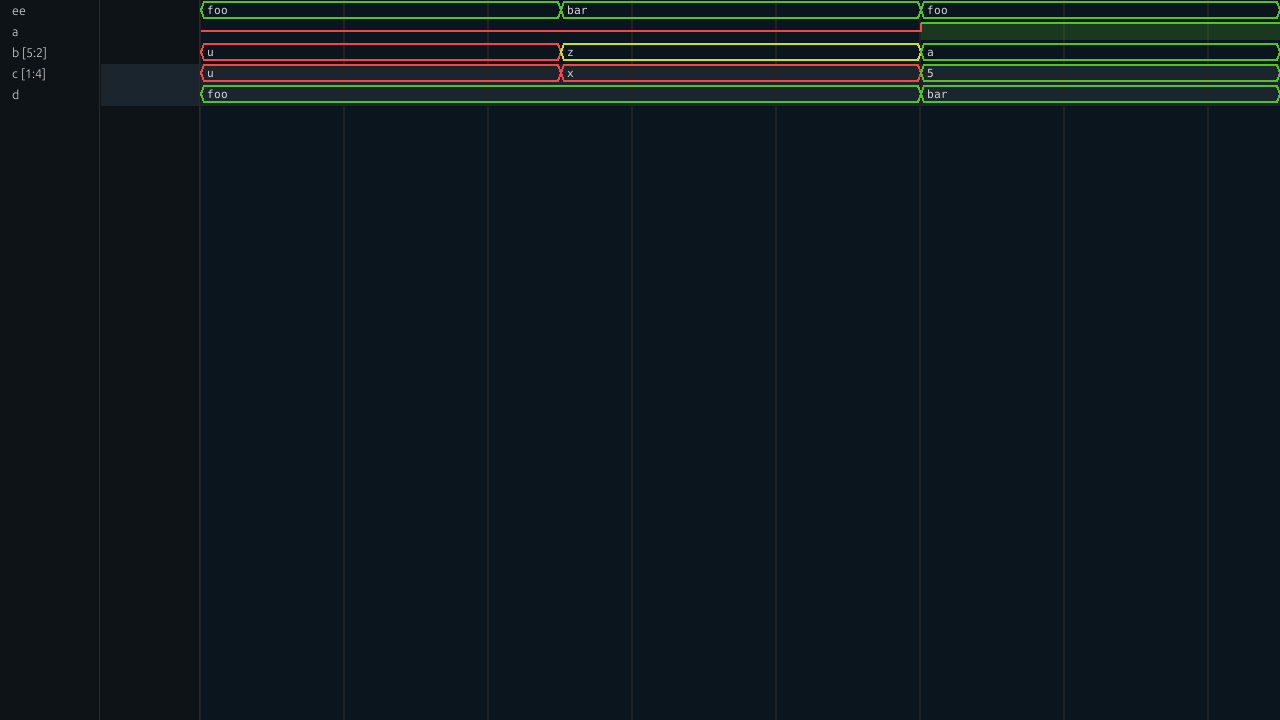 ee foo bar foo
a
b [5:2] u z a
c [1:4] u x 5
d foo bar